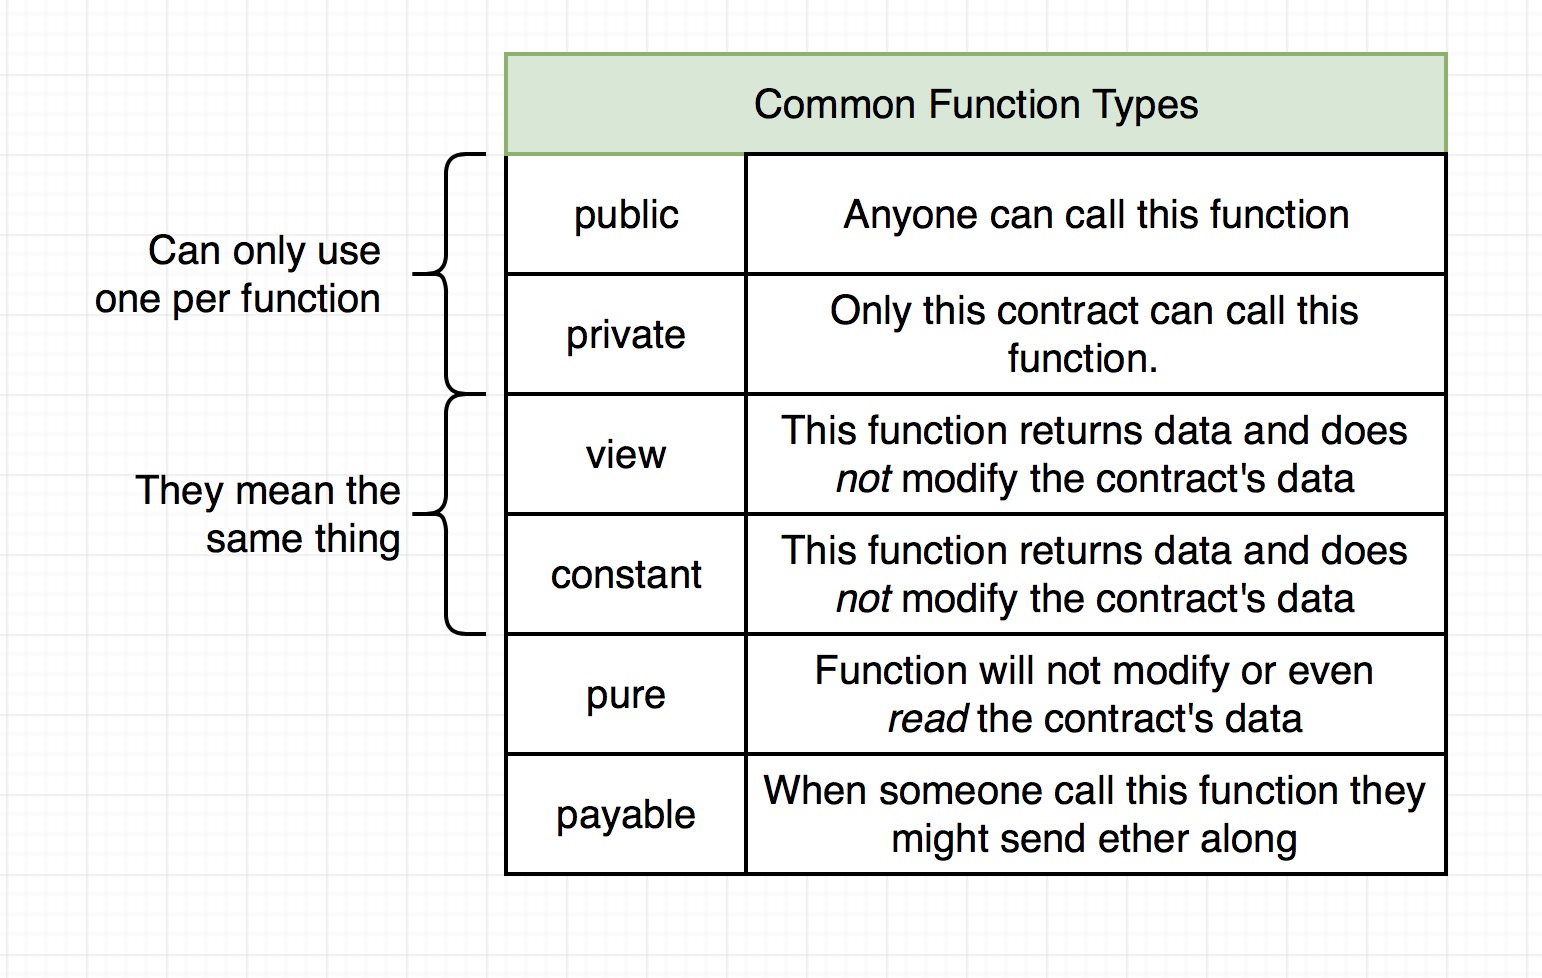 Common Function Types
Can only use
one per function
public
Anyone can call this function
private
Only this contract can call this
function.
They mean the
same thing
view
This function returns data and does
not modify the contract's data
constant
This function returns data and does
not modify the contract's data
pure
Function will not modify or even
read the contract's data
payable
When someone call this function they
might send ether along